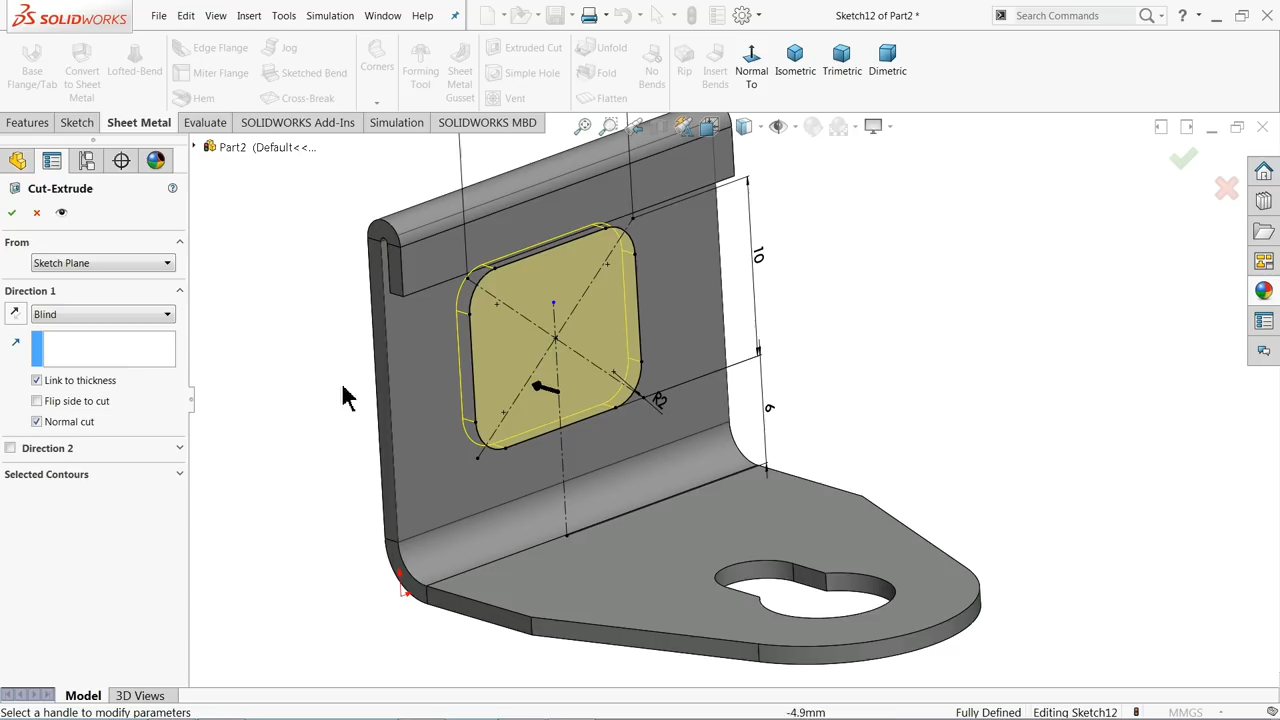 SOLIDWORKS File Edit View Insert Tools Simulation Window Help Sketch12 of Part2 * Search Commands ?
Base Flange/Tab
Convert to Sheet Metal
Lofted-Bend
Edge Flange
Miter Flange
Hem
Jog
Sketched Bend
Cross-Break
Corners
Forming Tool
Sheet Metal Gusset
Extruded Cut
Simple Hole
Vent
Unfold
Fold
Flatten
No Bends
Rip
Insert Bends
Normal To
Isometric
Trimetric
Dimetric
Features Sketch Sheet Metal Evaluate SOLIDWORKS Add-Ins Simulation SOLIDWORKS MBD
Part2 (Default<<...
Cut-Extrude
From
Sketch Plane
Direction 1
Blind
Link to thickness
Flip side to cut
Normal cut
Direction 2
Selected Contours
10
R2
6
Model 3D Views
Select a handle to modify parameters -4.9mm Fully Defined Editing Sketch12 MMGS